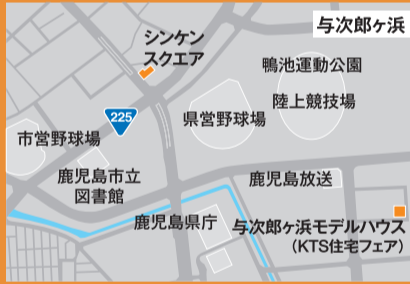 与次郎ヶ浜
シンケン
スクエア
鴨池運動公園
陸上競技場
225
県営野球場
市営野球場
鹿児島市立
図書館
鹿児島放送
鹿児島県庁
与次郎ヶ浜モデルハウス
（KTS住宅フェア）